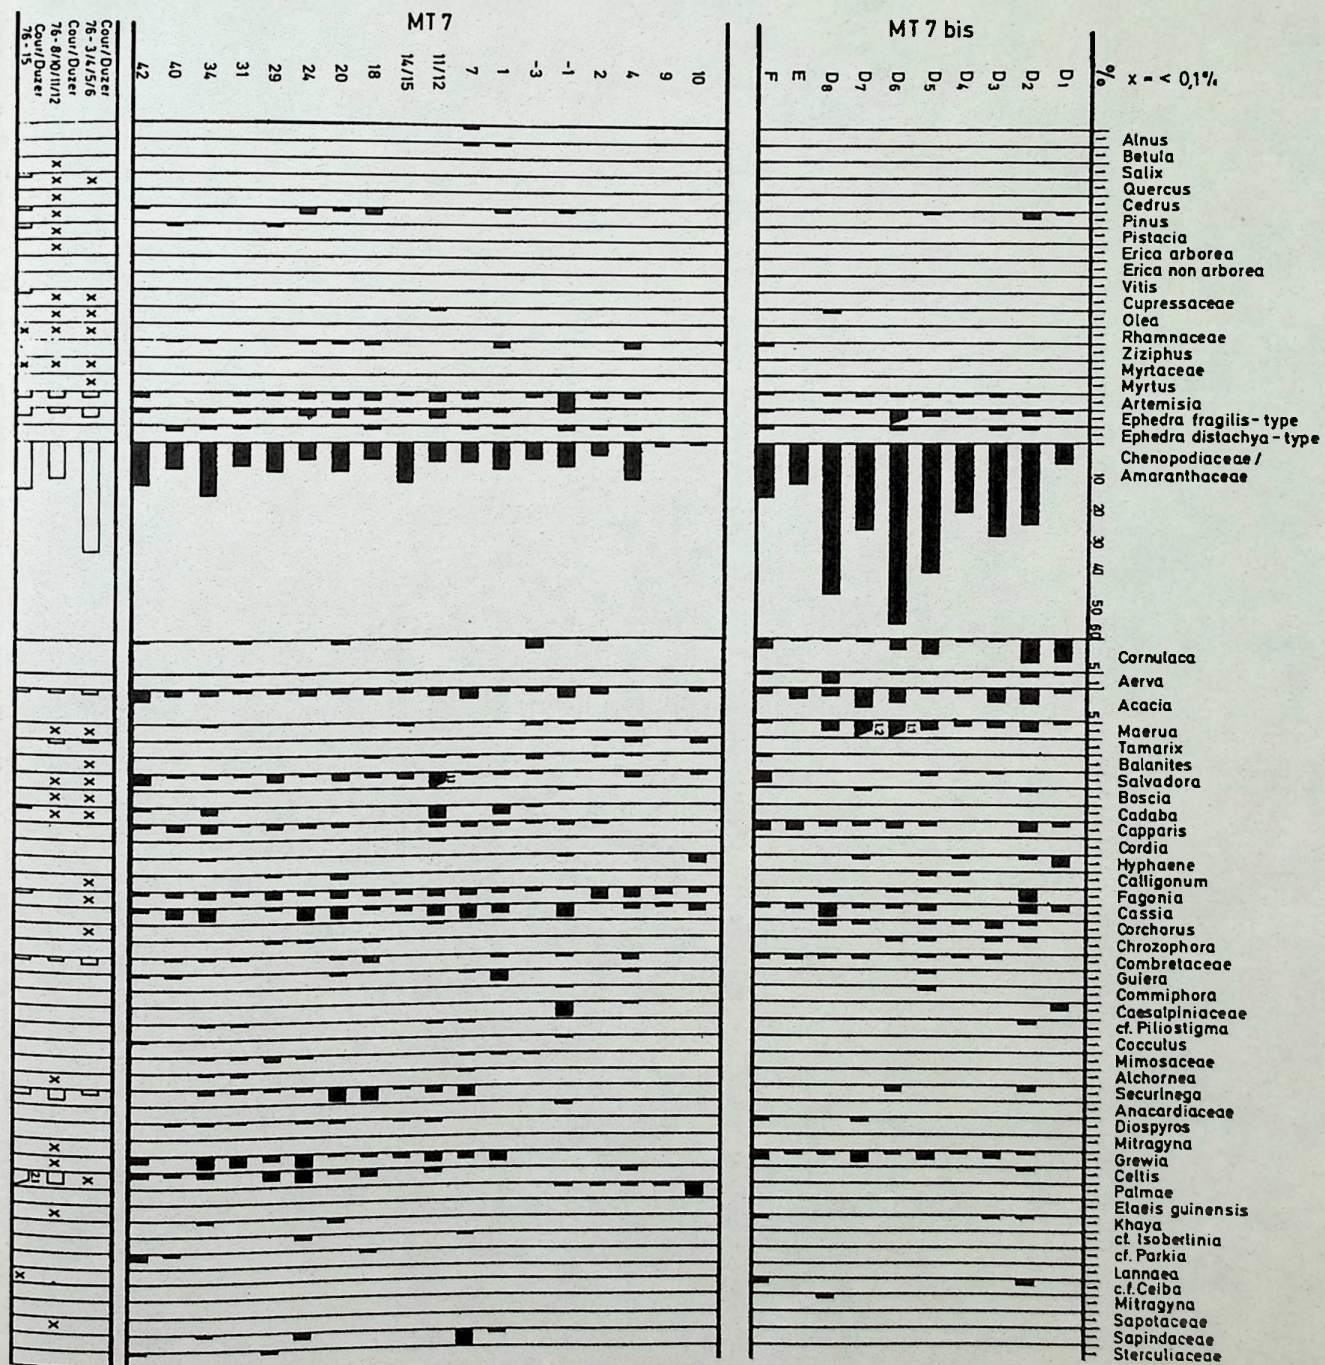 MT 7
MT 7 bis
Cour/Duzer
76-15
Cour/Duzer
76-8/10/11/12
Cour/Duzer
76-3/4/5/6
42
40
34
31
29
24
20
18
14/15
11/12
7
1
-3
-1
2
4
9
10
F
E
D8
D7
D6
D5
D4
D3
D2
D1
% x = < 0,1%
Alnus
Betula
Salix
Quercus
Cedrus
Pinus
Pistacia
Erica arborea
Erica non arborea
Vitis
Cupressaceae
Olea
Rhamnaceae
Ziziphus
Myrtaceae
Myrtus
Artemisia
Ephedra fragilis-type
Ephedra distachya-type
Chenopodiaceae/
Amaranthaceae
10
20
30
40
50
60
Cornulaca
5
Aerva
Acacia
5
Maerua
Tamarix
Balanites
Salvadora
Boscia
Cadaba
Capparis
Cordia
Hyphaene
Calligonum
Fagonia
Cassia
Corchorus
Chrozophora
Combretaceae
Guiera
Commiphora
Caesalpiniaceae
cf. Piliostigma
Cocculus
Mimosaceae
Alchornea
Securinega
Anacardiaceae
Diospyros
Mitragyna
Grewia
Celtis
Palmae
Elaeis guinensis
Khaya
cf. Isoberlinia
cf. Parkia
Lannaea
c.f. Ceiba
Mitragyna
Sapotaceae
Sapindaceae
Sterculiaceae